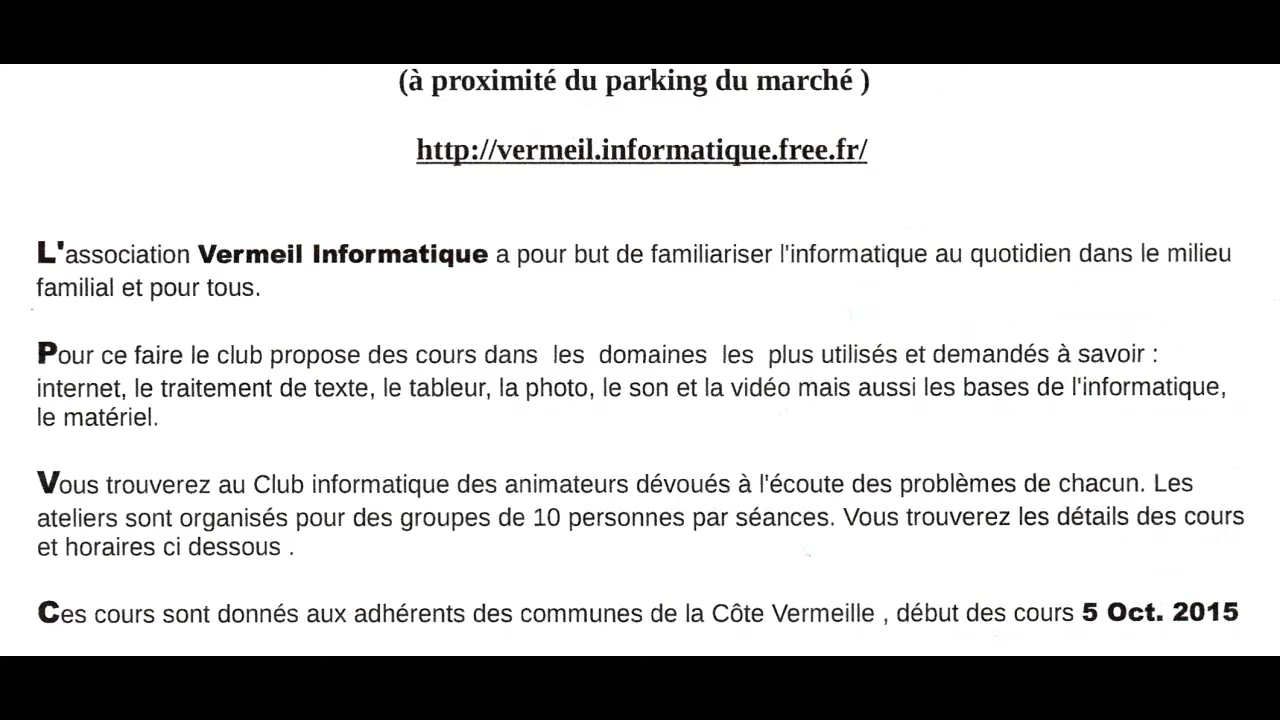 (à proximité du parking du marché )
http://vermeil.informatique.free.fr/
L'association Vermeil Informatique a pour but de familiariser l'informatique au quotidien dans le milieu
familial et pour tous.
Pour ce faire le club propose des cours dans les domaines les plus utilisés et demandés à savoir :
internet, le traitement de texte, le tableur, la photo, le son et la vidéo mais aussi les bases de l'informatique,
le matériel.
Vous trouverez au Club informatique des animateurs dévoués à l'écoute des problèmes de chacun. Les
ateliers sont organisés pour des groupes de 10 personnes par séances. Vous trouverez les détails des cours
et horaires ci dessous .
Ces cours sont donnés aux adhérents des communes de la Côte Vermeille , début des cours 5 Oct. 2015